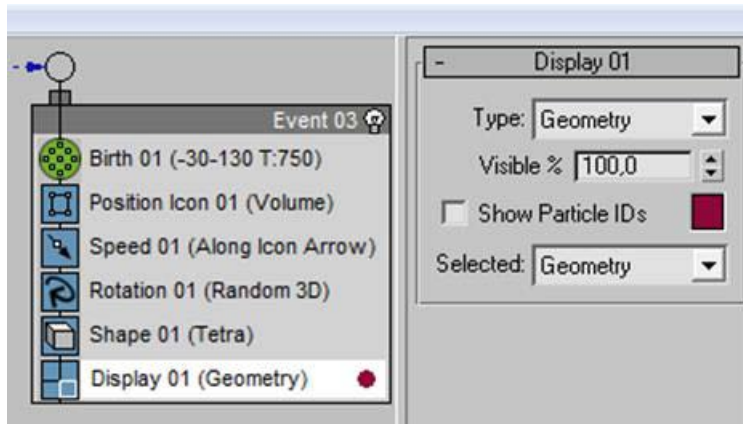 Event 03
Birth 01 (-30-130 T:750)
Position Icon 01 (Volume)
Speed 01 (Along Icon Arrow)
Rotation 01 (Random 3D)
Shape 01 (Tetra)
Display 01 (Geometry)
- Display 01
Type: Geometry
Visible % 100,0
Show Particle IDs
Selected: Geometry